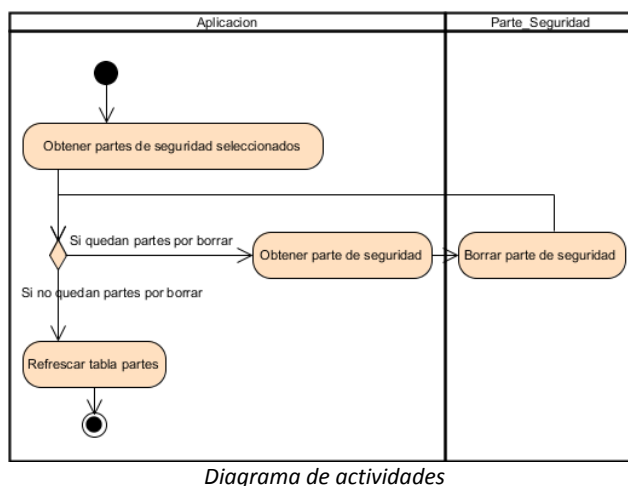 Aplicacion
Parte_Seguridad
Obtener partes de seguridad seleccionados
Si quedan partes por borrar
Obtener parte de seguridad
Borrar parte de seguridad
Si no quedan partes por borrar
Refrescar tabla partes
Diagrama de actividades